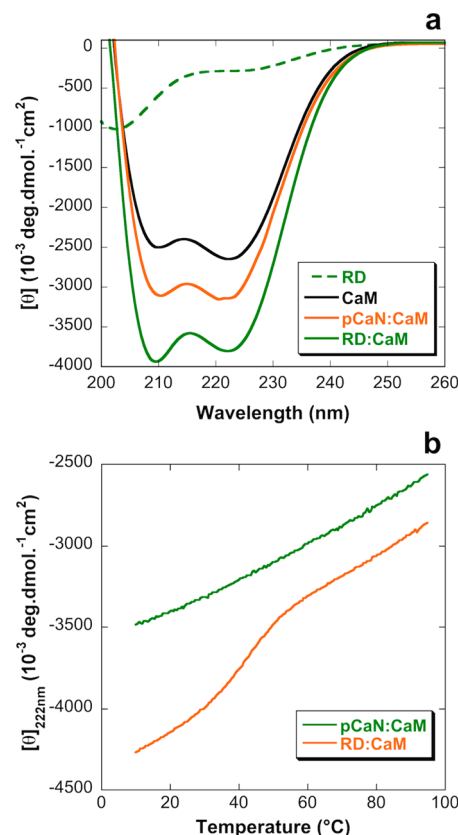 a
0
-500
-1000
-1500
-2000
-2500
-3000
-3500
-4000
[θ] (10⁻³ deg.dmol.⁻¹cm²)
RD
CaM
pCaN:CaM
RD:CaM
200 210 220 230 240 250 260
Wavelength (nm)
b
-2500
-3000
-3500
-4000
-4500
[θ]₂₂₂nm (10⁻³ deg.dmol.⁻¹cm²)
pCaN:CaM
RD:CaM
0 20 40 60 80 100
Temperature (°C)